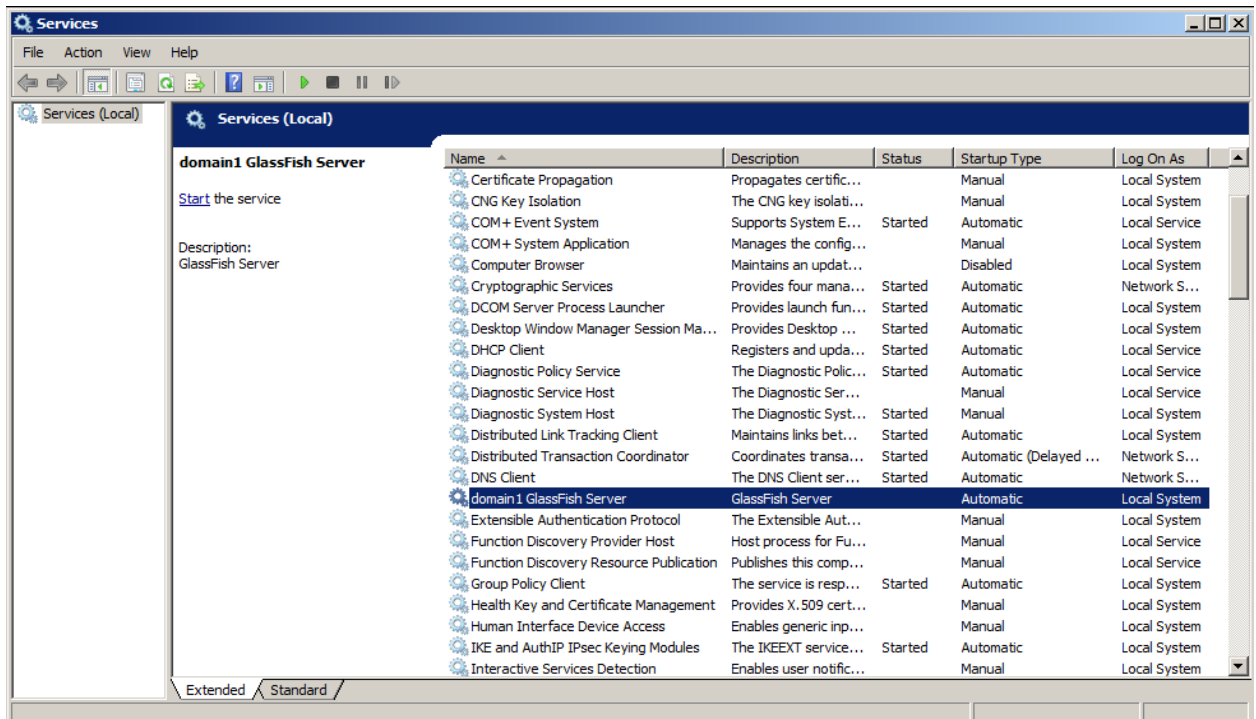 Services
File Action View Help
Services (Local)
Services (Local)
domain1 GlassFish Server
Start the service
Description:
GlassFish Server
Name Description Status Startup Type Log On As
Certificate Propagation Propagates certific... Manual Local System
CNG Key Isolation The CNG key isolati... Manual Local System
COM+ Event System Supports System E... Started Automatic Local Service
COM+ System Application Manages the config... Manual Local System
Computer Browser Maintains an updat... Disabled Local System
Cryptographic Services Provides four mana... Started Automatic Network S...
DCOM Server Process Launcher Provides launch fun... Started Automatic Local System
Desktop Window Manager Session Ma... Provides Desktop ... Started Automatic Local System
DHCP Client Registers and upda... Started Automatic Local Service
Diagnostic Policy Service The Diagnostic Polic... Started Automatic Local Service
Diagnostic Service Host The Diagnostic Ser... Manual Local Service
Diagnostic System Host The Diagnostic Syst... Started Manual Local System
Distributed Link Tracking Client Maintains links bet... Started Automatic Local System
Distributed Transaction Coordinator Coordinates transa... Started Automatic (Delayed ... Network S...
DNS Client The DNS Client ser... Started Automatic Network S...
domain1 GlassFish Server GlassFish Server Automatic Local System
Extensible Authentication Protocol The Extensible Aut... Manual Local System
Function Discovery Provider Host Host process for Fu... Manual Local Service
Function Discovery Resource Publication Publishes this comp... Manual Local Service
Group Policy Client The service is resp... Started Automatic Local System
Health Key and Certificate Management Provides X.509 cert... Manual Local System
Human Interface Device Access Enables generic inp... Manual Local System
IKE and AuthIP IPsec Keying Modules The IKEEXT service... Started Automatic Local System
Interactive Services Detection Enables user notific... Manual Local System
Extended Standard